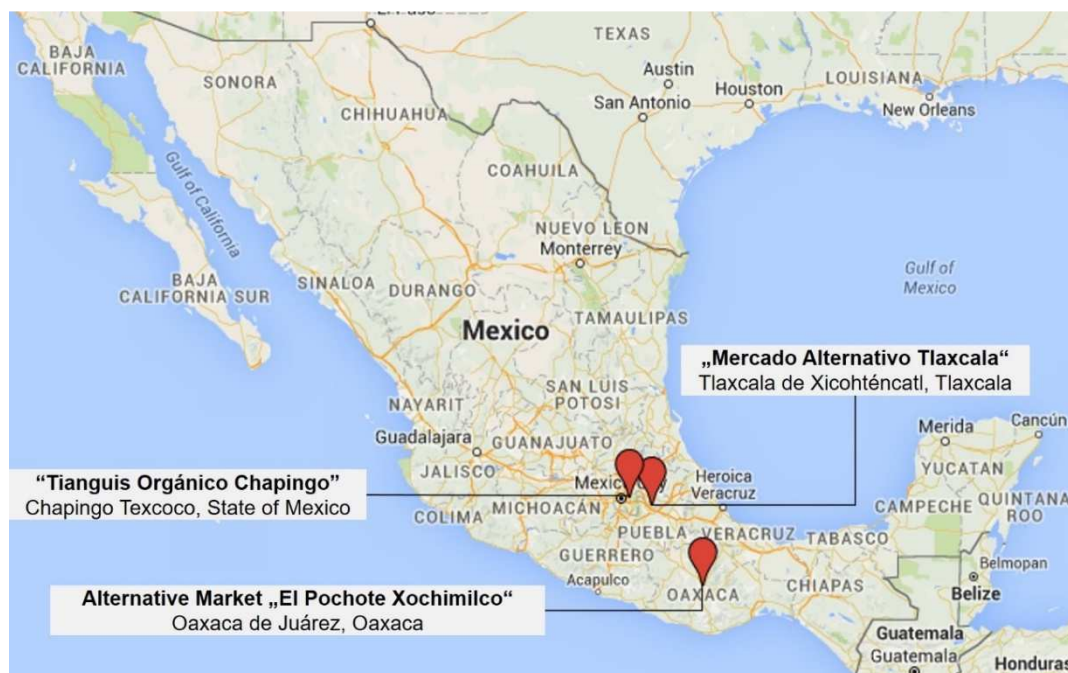 El Paso
BAJA
CALIFORNIA
SONORA
CHIHUAHUA
TEXAS
Austin
San Antonio
Houston
LOUISIANA
New Orleans
Gulf of California
COAHUILA
NUEVO LEON
Monterrey
BAJA
CALIFORNIA SUR
SINALOA
DURANGO
TAMAULIPAS
Gulf of
Mexico
Mexico
„Mercado Alternativo Tlaxcala“
Tlaxcala de Xicohténcatl, Tlaxcala
SAN LUIS
POTOSI
NAYARIT
Guadalajara
GUANAJUATO
JALISCO
Merida
Cancún
YUCATAN
“Tianguis Orgánico Chapingo”
Chapingo Texcoco, State of Mexico
Mexico
Heroica
Veracruz
CAMPECHE
QUINTANA
ROO
COLIMA
MICHOACÁN
PUEBLA
VERACRUZ
TABASCO
GUERRERO
Acapulco
OAXACA
CHIAPAS
Belmopan
Belize
Alternative Market „El Pochote Xochimilco“
Oaxaca de Juárez, Oaxaca
Guatemala
Guatemala
Honduras